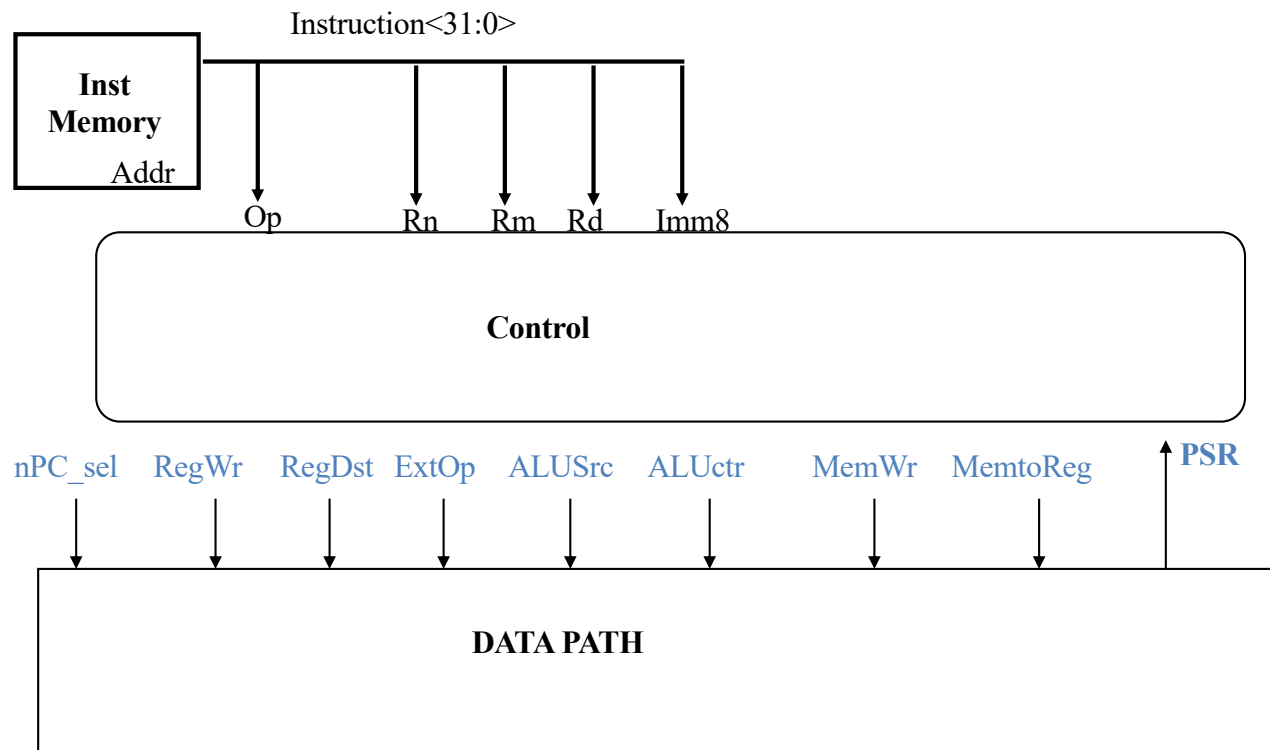 Instruction<31:0>
Inst
Memory
Addr
Op
Rn
Rm
Rd
Imm8
Control
nPC_sel
RegWr
RegDst
ExtOp
ALUSrc
ALUctr
MemWr
MemtoReg
PSR
DATA PATH